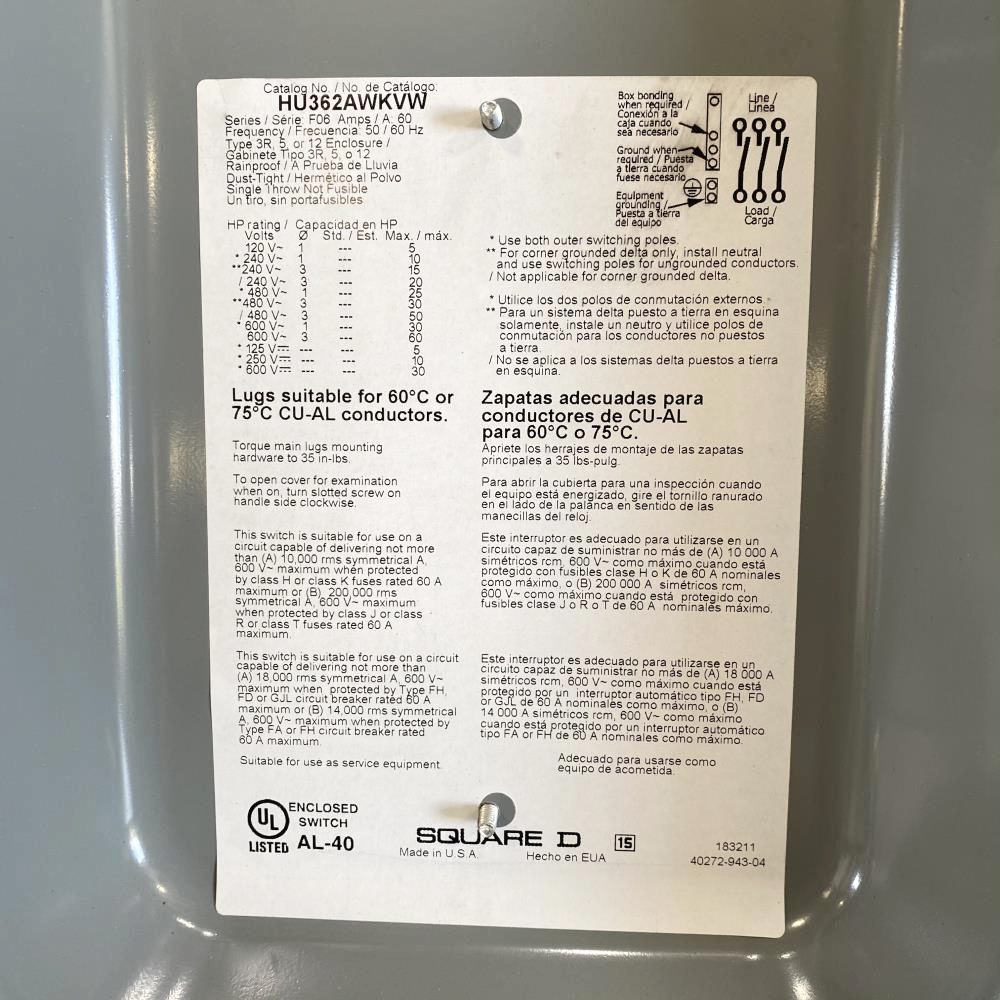 Catalog No. / No. de Catálogo:
HU362AWKVW
Series / Série: F06 Amps / A: 60
Frequency / Frecuencia: 50 / 60 Hz
Type 3R, 5, or 12 Enclosure /
Gabinete Tipo 3R, 5, o 12
Rainproof / A Prueba de Lluvia
Dust-Tight / Hermético al Polvo
Single Throw Not Fusible
Un tiro, sin portafusibles
Box bonding
when required /
Conexión a la
caja cuando
sea necesario
Ground when
required / Puesta
a tierra cuando
fuese necesario
Equipment
grounding /
Puesta a tierra
del equipo
Line /
Línea
Load /
Carga
HP rating / Capacidad en HP
Volts Ø Std. / Est. Max. / máx.
120 V~ 1 --- 5
* 240 V~ 1 --- 10
**240 V~ 3 --- 15
/ 240 V~ 3 --- 20
* 480 V~ 1 --- 25
**480 V~ 3 --- 30
/ 480 V~ 3 --- 50
* 600 V~ 1 --- 30
600 V~ 3 --- 60
* 125 V⎓ --- --- 5
* 250 V⎓ --- --- 10
* 600 V⎓ --- --- 30
* Use both outer switching poles.
** For corner grounded delta only, install neutral
and use switching poles for ungrounded conductors.
/ Not applicable for corner grounded delta.
* Utilice los dos polos de conmutación externos.
** Para un sistema delta puesto a tierra en esquina
solamente, instale un neutro y utilice polos de
conmutación para los conductores no puestos
a tierra.
/ No se aplica a los sistemas delta puestos a tierra
en esquina.
Lugs suitable for 60°C or
75°C CU-AL conductors.
Torque main lugs mounting
hardware to 35 in-lbs.
To open cover for examination
when on, turn slotted screw on
handle side clockwise.
This switch is suitable for use on a
circuit capable of delivering not more
than (A) 10,000 rms symmetrical A,
600 V~ maximum when protected
by class H or class K fuses rated 60 A
maximum or (B) 200,000 rms
symmetrical A, 600 V~ maximum
when protected by class J or class
R or class T fuses rated 60 A
maximum.
This switch is suitable for use on a circuit
capable of delivering not more than
(A) 18,000 rms symmetrical A, 600 V~
maximum when protected by Type FH,
FD or GJL circuit breaker rated 60 A
maximum or (B) 14,000 rms symmetrical
A, 600 V~ maximum when protected by
Type FA or FH circuit breaker rated
60 A maximum.
Suitable for use as service equipment.
Zapatas adecuadas para
conductores de CU-AL
para 60°C o 75°C.
Apriete los herrajes de montaje de las zapatas
principales a 35 lbs-pulg.
Para abrir la cubierta para una inspección cuando
el equipo está energizado, gire el tornillo ranurado
en el lado de la palanca en sentido de las
manecillas del reloj.
Este interruptor es adecuado para utilizarse en un
circuito capaz de suministrar no más de (A) 10 000 A
simétricos rcm, 600 V~ como máximo cuando está
protegido con fusibles clase H o K de 60 A nominales
como máximo, o (B) 200 000 A simétricos rcm,
600 V~ como máximo cuando está protegido con
fusibles clase J o R o T de 60 A nominales máximo.
Este interruptor es adecuado para utilizarse en un
circuito capaz de suministrar no más de (A) 18 000 A
simétricos rcm, 600 V~ como máximo cuando está
protegido por un interruptor automático tipo FH, FD
or GJL de 60 A nominales como máximo, o (B)
14 000 A simétricos rcm, 600 V~ como máximo
cuando está protegido por un interruptor automático
tipo FA or FH de 60 A nominales como máximo.
Adecuado para usarse como
equipo de acometida.
UL
LISTED
ENCLOSED
SWITCH
AL-40
SQUARE D
15
Made in U.S.A. Hecho en EUA
183211
40272-943-04